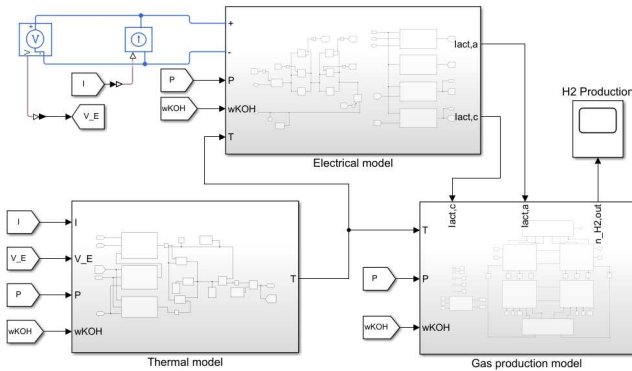 +
Iact,a
V
-
I
P
P
H2 Production
V_E
wKOH
wKOH
Iact,c
T
Electrical model
I
I
Iact,c
Iact,a
n_H2,out
T
V_E
V_E
T
P
P
P
P
wKOH
wKOH
wKOH
wKOH
Thermal model
Gas production model